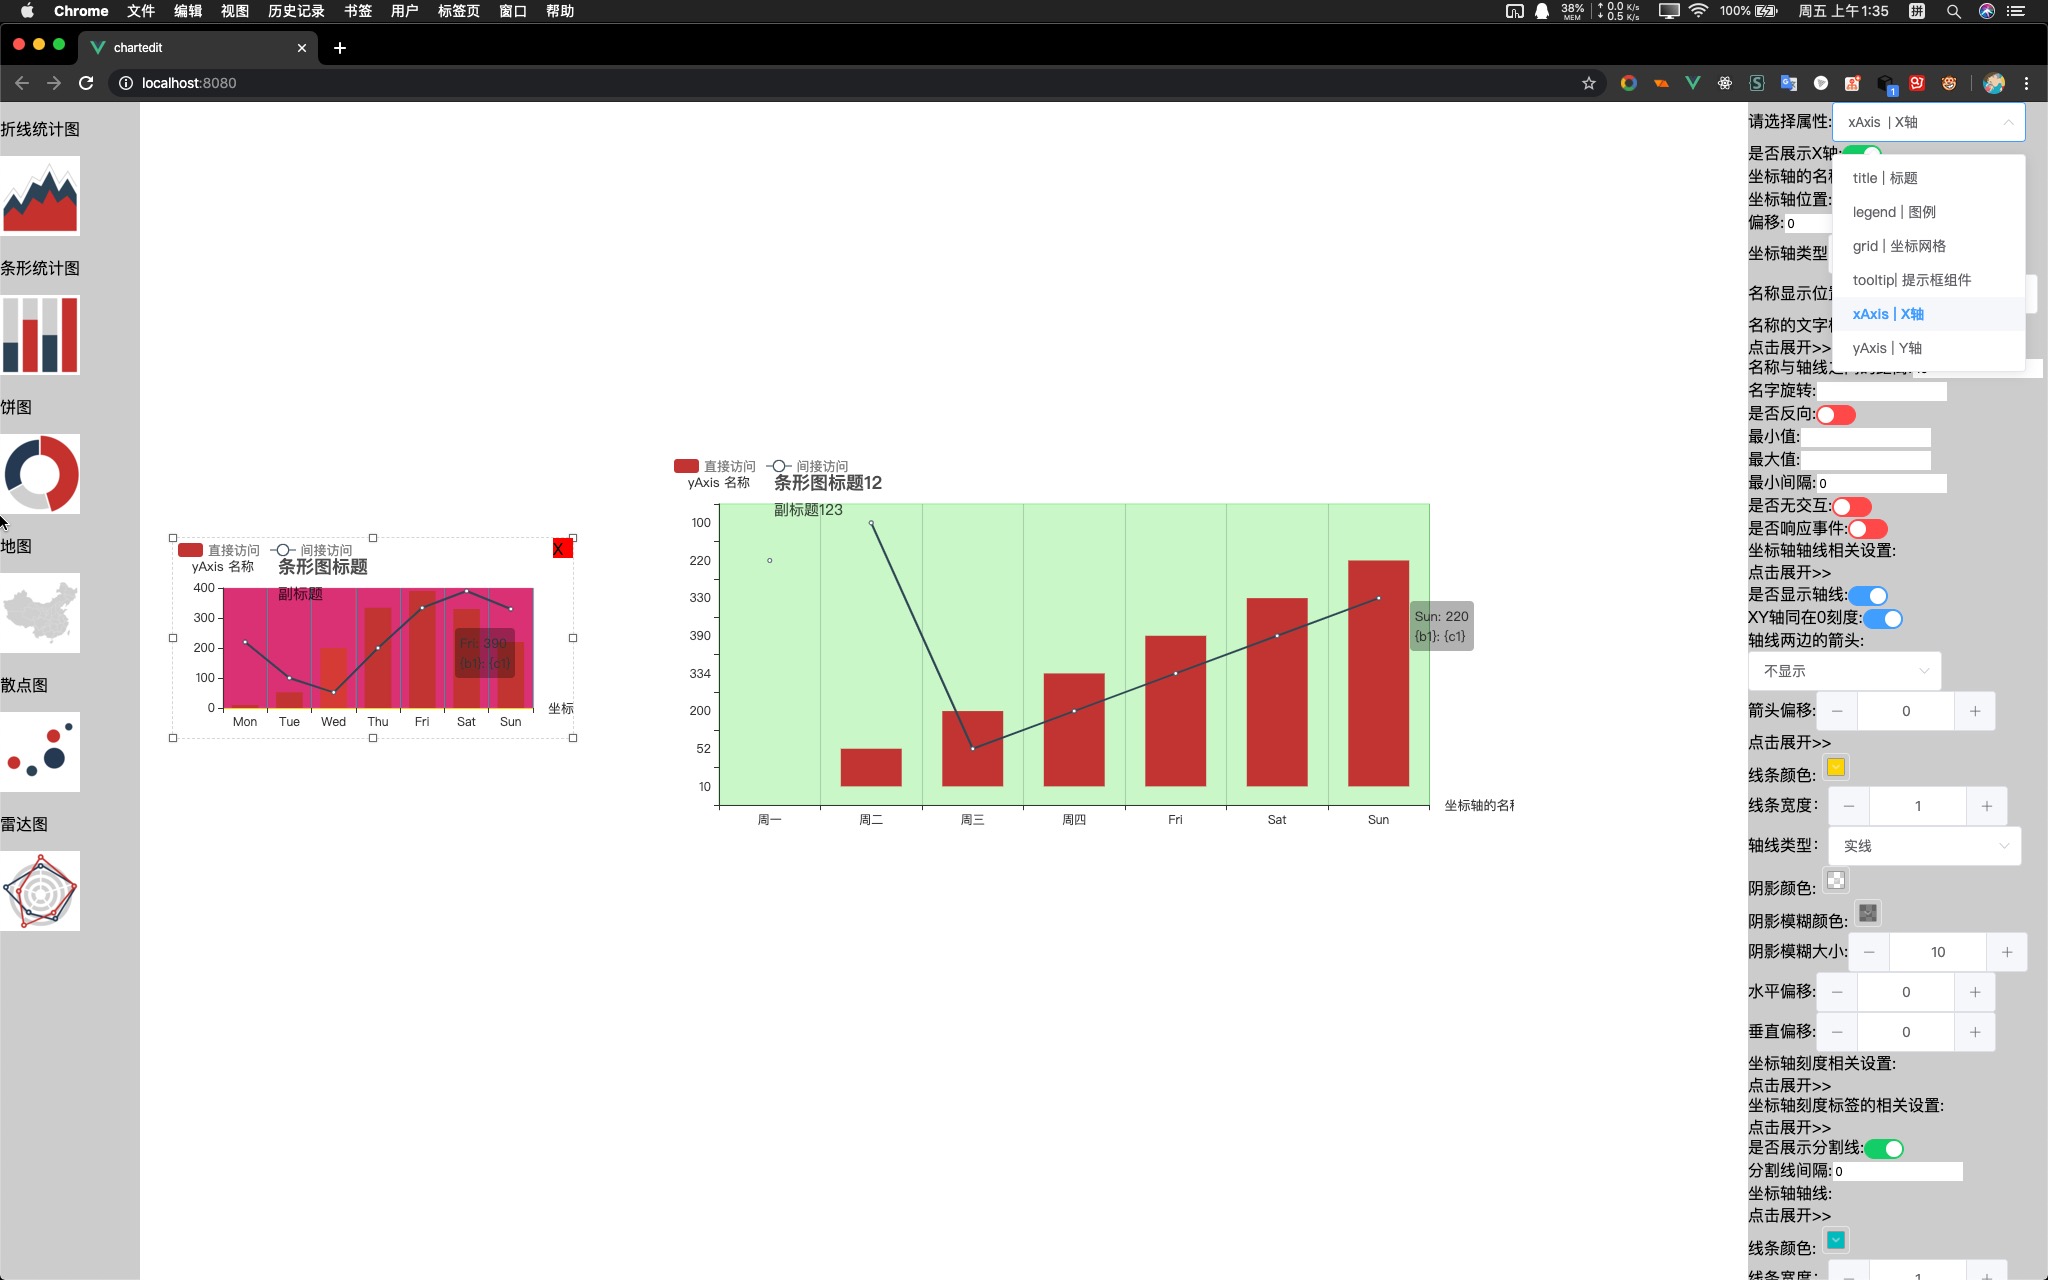 Chrome 文件 编辑 视图 历史记录 书签 用户 标签页 窗口 帮助 38% MEM 0.0 K/s 0.5 K/s 100% 周五 上午1:35 拼
chartedit
localhost:8080
折线统计图
条形统计图
饼图
地图
散点图
雷达图
直接访问 间接访问 X
yAxis 名称 条形图标题
副标题
400
300
200
100
0
Fri: 390
{b1}: {c1}
Mon Tue Wed Thu Fri Sat Sun 坐标
直接访问 间接访问
yAxis 名称 条形图标题12
副标题123
100
220
330
390
334
200
52
10
Sun: 220
{b1}: {c1}
周一 周二 周三 周四 Fri Sat Sun
坐标轴的名
请选择属性: xAxis | X轴
是否展示X轴:
坐标轴的名
坐标轴位置:
偏移: 0
坐标轴类型
名称显示位
名称的文字
点击展开>>
title | 标题
legend | 图例
grid | 坐标网格
tooltip| 提示框组件
xAxis | X轴
yAxis | Y轴
名称与轴线
名字旋转:
是否反向:
最小值:
最大值:
最小间隔: 0
是否无交互:
是否响应事件:
坐标轴轴线相关设置:
点击展开>>
是否显示轴线:
XY轴同在0刻度:
轴线两边的箭头:
不显示
箭头偏移: 0
点击展开>>
线条颜色:
线条宽度: 1
轴线类型: 实线
阴影颜色:
阴影模糊颜色:
阴影模糊大小: 10
水平偏移: 0
垂直偏移: 0
坐标轴刻度相关设置:
点击展开>>
坐标轴刻度标签的相关设置:
点击展开>>
是否展示分割线:
分割线间隔: 0
坐标轴轴线:
点击展开>>
线条颜色:
线条宽度: 1